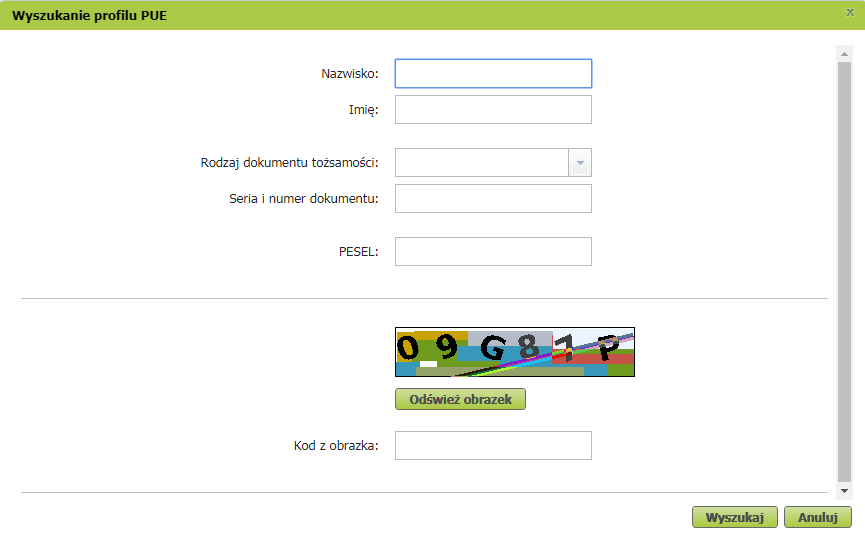 Wyszukanie profilu PUE
Nazwisko:
Imię:
Rodzaj dokumentu tożsamości:
Seria i numer dokumentu:
PESEL:
Odśwież obrazek
Kod z obrazka:
Wyszukaj Anuluj